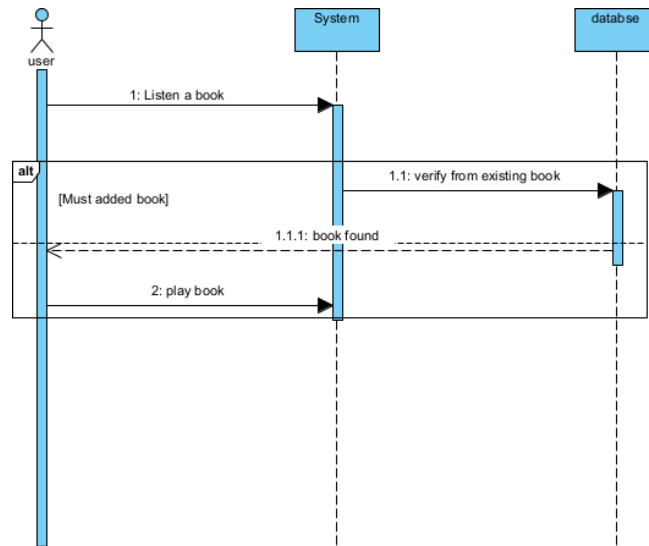 System
databse
user
1: Listen a book
alt
1.1: verify from existing book
[Must added book]
1.1.1: book found
2: play book